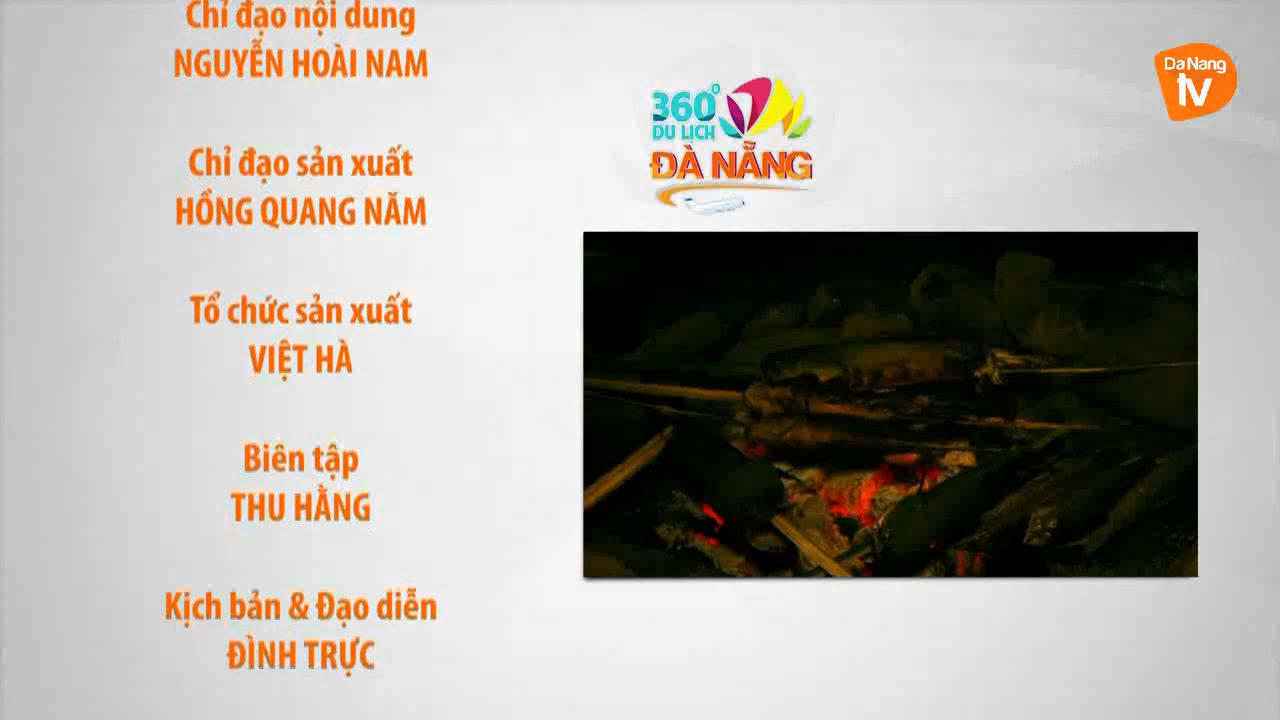 Chỉ đạo nội dung
NGUYỄN HOÀI NAM
Chỉ đạo sản xuất
HỒNG QUANG NĂM
Tổ chức sản xuất
VIỆT HÀ
Biên tập
THU HẰNG
Kịch bản & Đạo diễn
ĐÌNH TRỰC
360°
DU LỊCH
ĐÀ NẴNG
Da Nang
tv